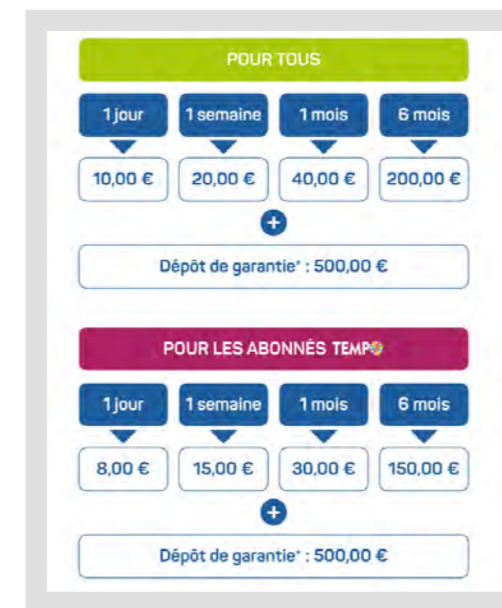 POUR TOUS
1 jour 1 semaine 1 mois 6 mois
10,00 € 20,00 € 40,00 € 200,00 €
+
Dépôt de garantie* : 500,00 €
POUR LES ABONNÉS TEMPO
1 jour 1 semaine 1 mois 6 mois
8,00 € 15,00 € 30,00 € 150,00 €
+
Dépôt de garantie* : 500,00 €